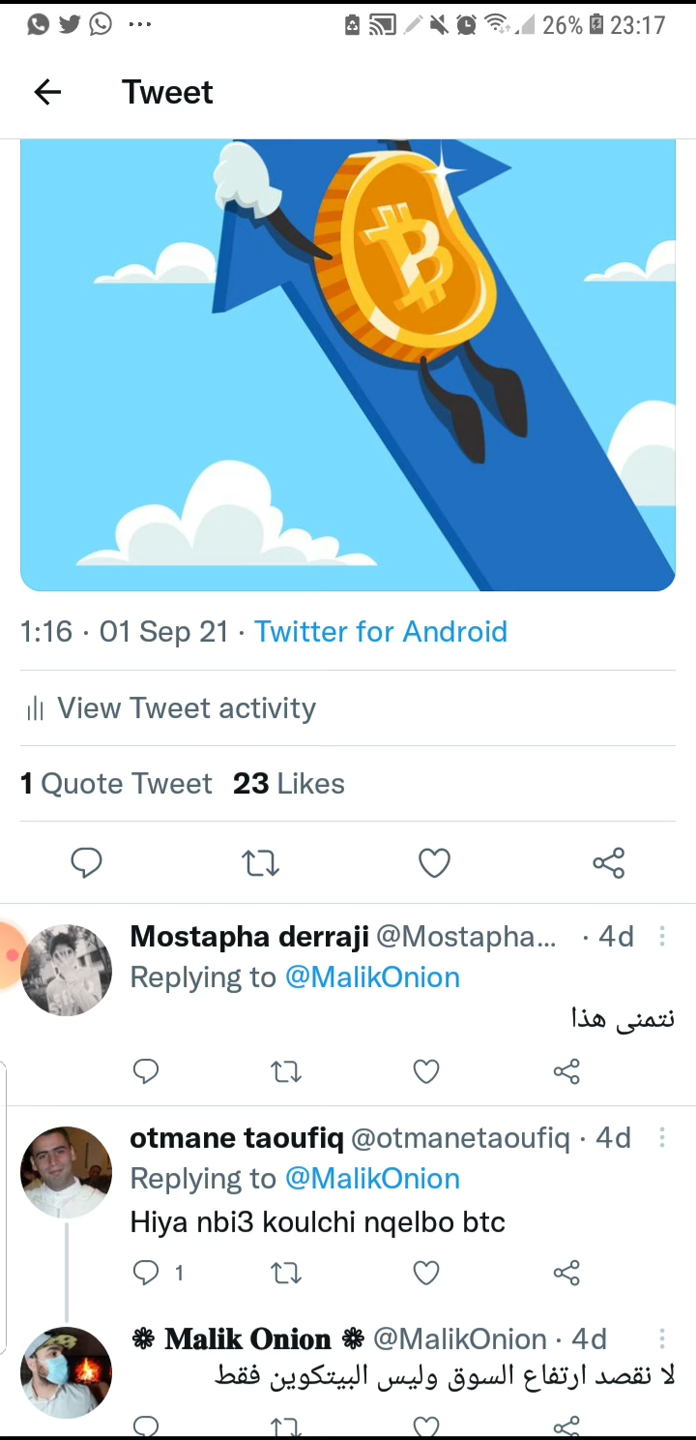 26% 23:17
Tweet
1:16 · 01 Sep 21 · Twitter for Android
View Tweet activity
1 Quote Tweet 23 Likes
Mostapha derraji @Mostapha... · 4d
Replying to @MalikOnion
نتمنى هذا
otmane taoufiq @otmanetaoufiq · 4d
Replying to @MalikOnion
Hiya nbi3 koulchi nqelbo btc
1
❁ Malik Onion ❁ @MalikOnion · 4d
لا نقصد ارتفاع السوق وليس البيتكوين فقط